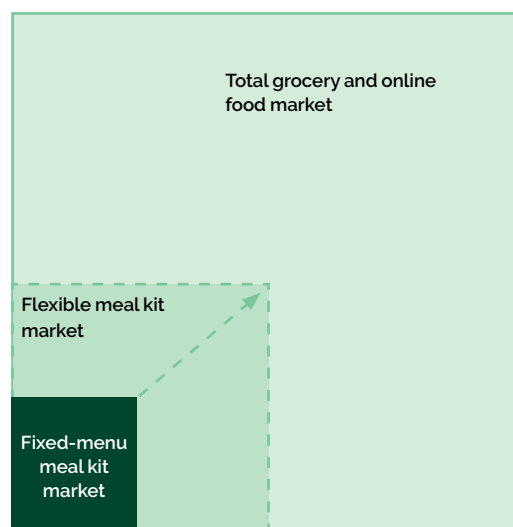 Total grocery and online
food market
Flexible meal kit
market
Fixed-menu
meal kit
market